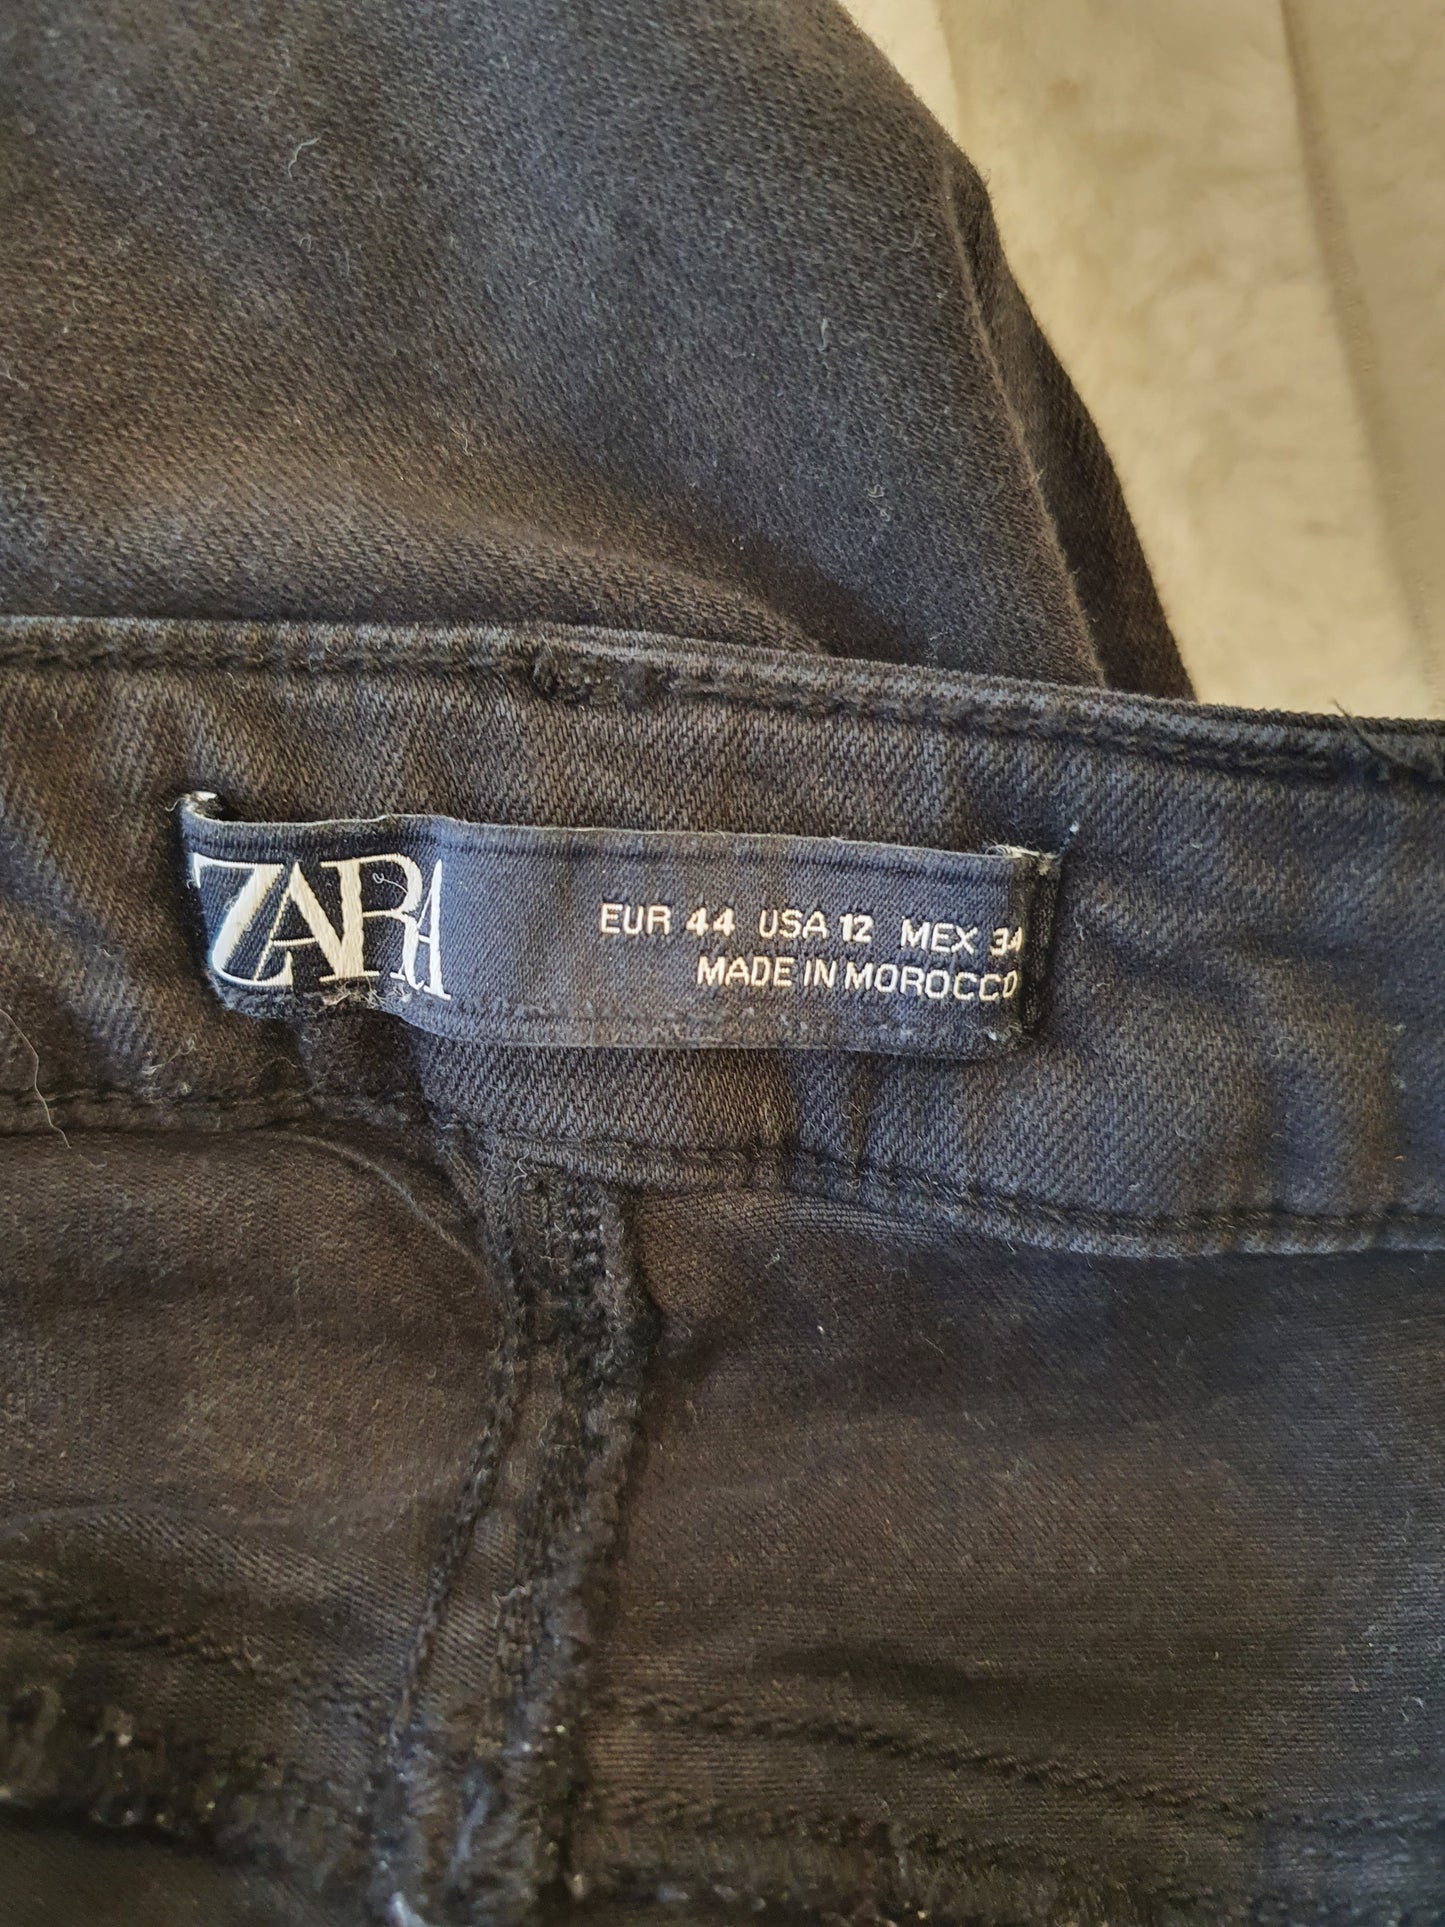 ZARA
EUR 44 USA 12 MEX 34
MADE IN MOROCCO